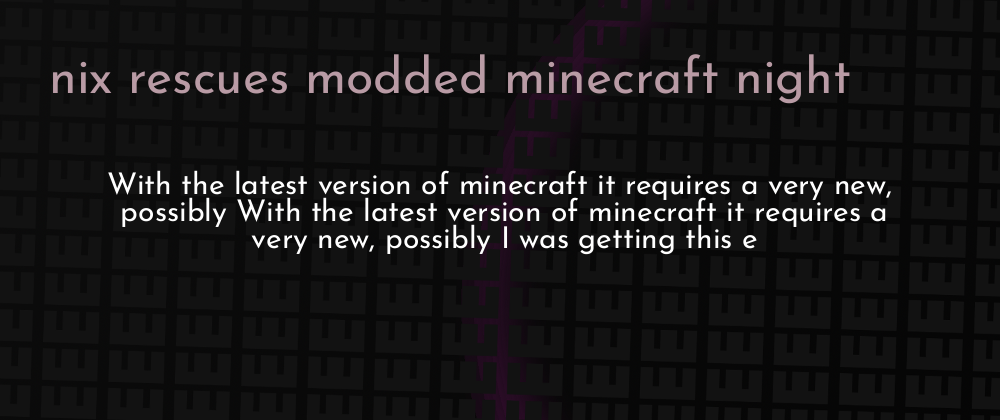 nix rescues modded minecraft night
With the latest version of minecraft it requires a very new,
possibly With the latest version of minecraft it requires a
very new, possibly I was getting this e